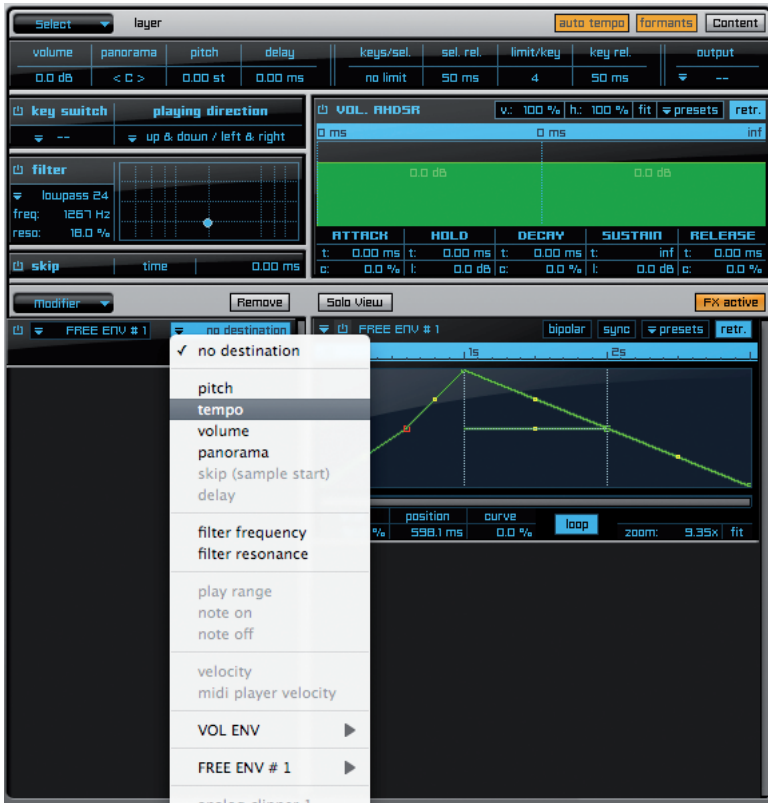 Select layer auto tempo formants Content
volume panorama pitch delay keys/sel. sel. rel. limit/key key rel. output
0.0 dB < C > 0.00 st 0.00 ms no limit 50 ms 4 50 ms --
key switch playing direction
-- up & down / left & right
VOL. AHDSR v.: 100 % h.: 100 % fit presets retr.
0 ms 0 ms inf
0.0 dB 0.0 dB
filter
lowpass 24
freq: 1267 Hz
reso: 18.0 %
ATTACK HOLD DECAY SUSTAIN RELEASE
t: 0.00 ms t: 0.00 ms t: 0.00 ms t: inf t: 0.00 ms
c: 0.0 % l: 0.0 dB c: 0.0 % l: 0.0 dB c: 0.0 %
skip time 0.00 ms
Modifier Remove Solo View FX active
FREE ENV # 1 no destination
FREE ENV # 1 bipolar sync presets retr.
1s 2s
✓ no destination
pitch
tempo
volume
panorama
skip (sample start)
delay
filter frequency
filter resonance
play range
note on
note off
velocity
midi player velocity
VOL ENV
FREE ENV # 1
analog clipper 1
position curve
% 598.1 ms 0.0 % loop zoom: 9.35x fit